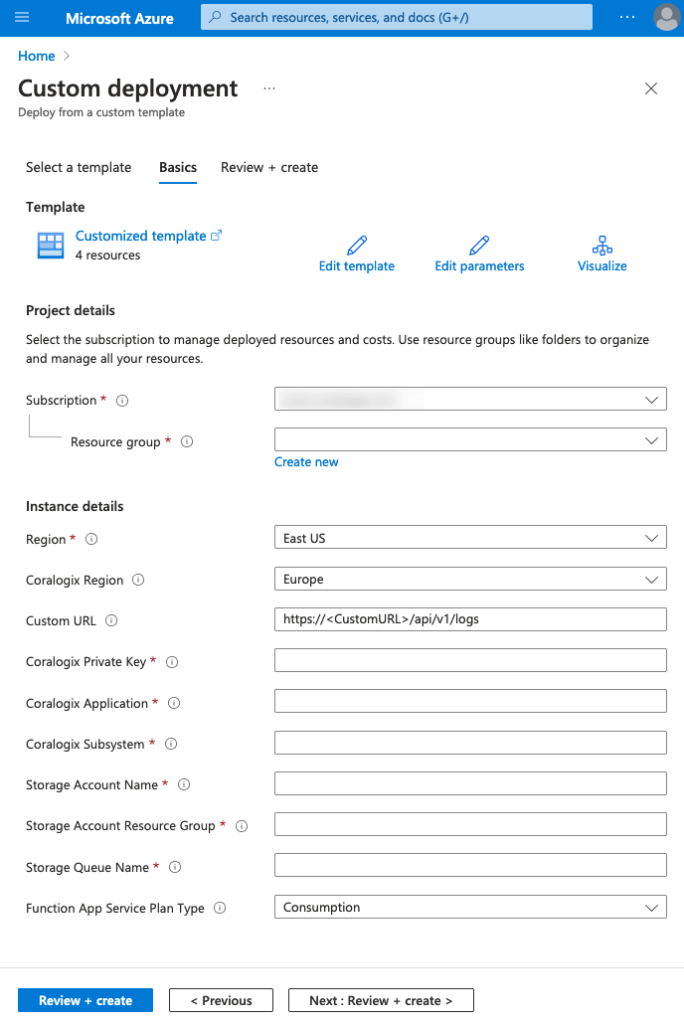 Microsoft Azure
Search resources, services, and docs (G+/)
...
Home >
Custom deployment ...
Deploy from a custom template
Select a template Basics Review + create
Template
Customized template
4 resources
Edit template Edit parameters Visualize
Project details
Select the subscription to manage deployed resources and costs. Use resource groups like folders to organize
and manage all your resources.
Subscription *
Resource group *
Create new
Instance details
Region * East US
Coralogix Region Europe
Custom URL https://<CustomURL>/api/v1/logs
Coralogix Private Key *
Coralogix Application *
Coralogix Subsystem *
Storage Account Name *
Storage Account Resource Group *
Storage Queue Name *
Function App Service Plan Type Consumption
Review + create < Previous Next : Review + create >